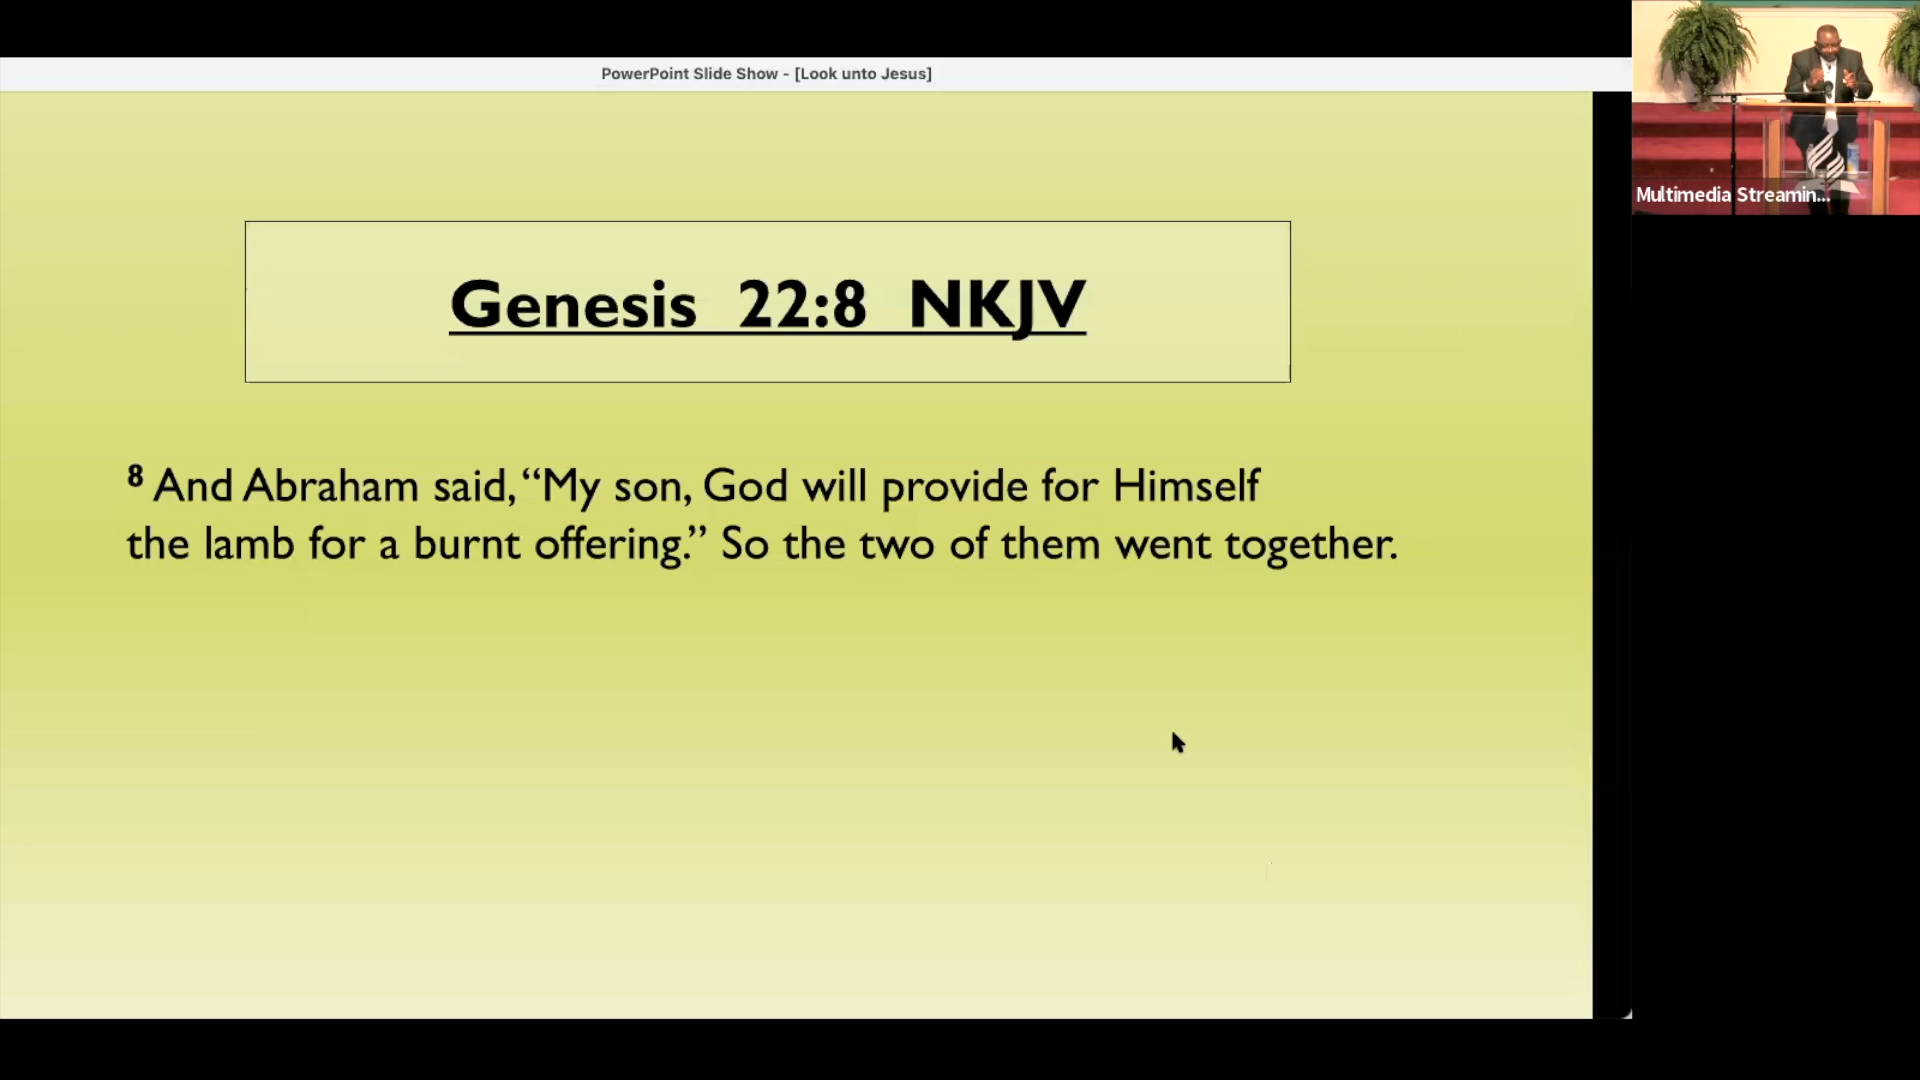 PowerPoint Slide Show - [Look unto Jesus]
Genesis 22:8 NKJV
8 And Abraham said, “My son, God will provide for Himself
the lamb for a burnt offering.” So the two of them went together.
Multimedia Streamin...